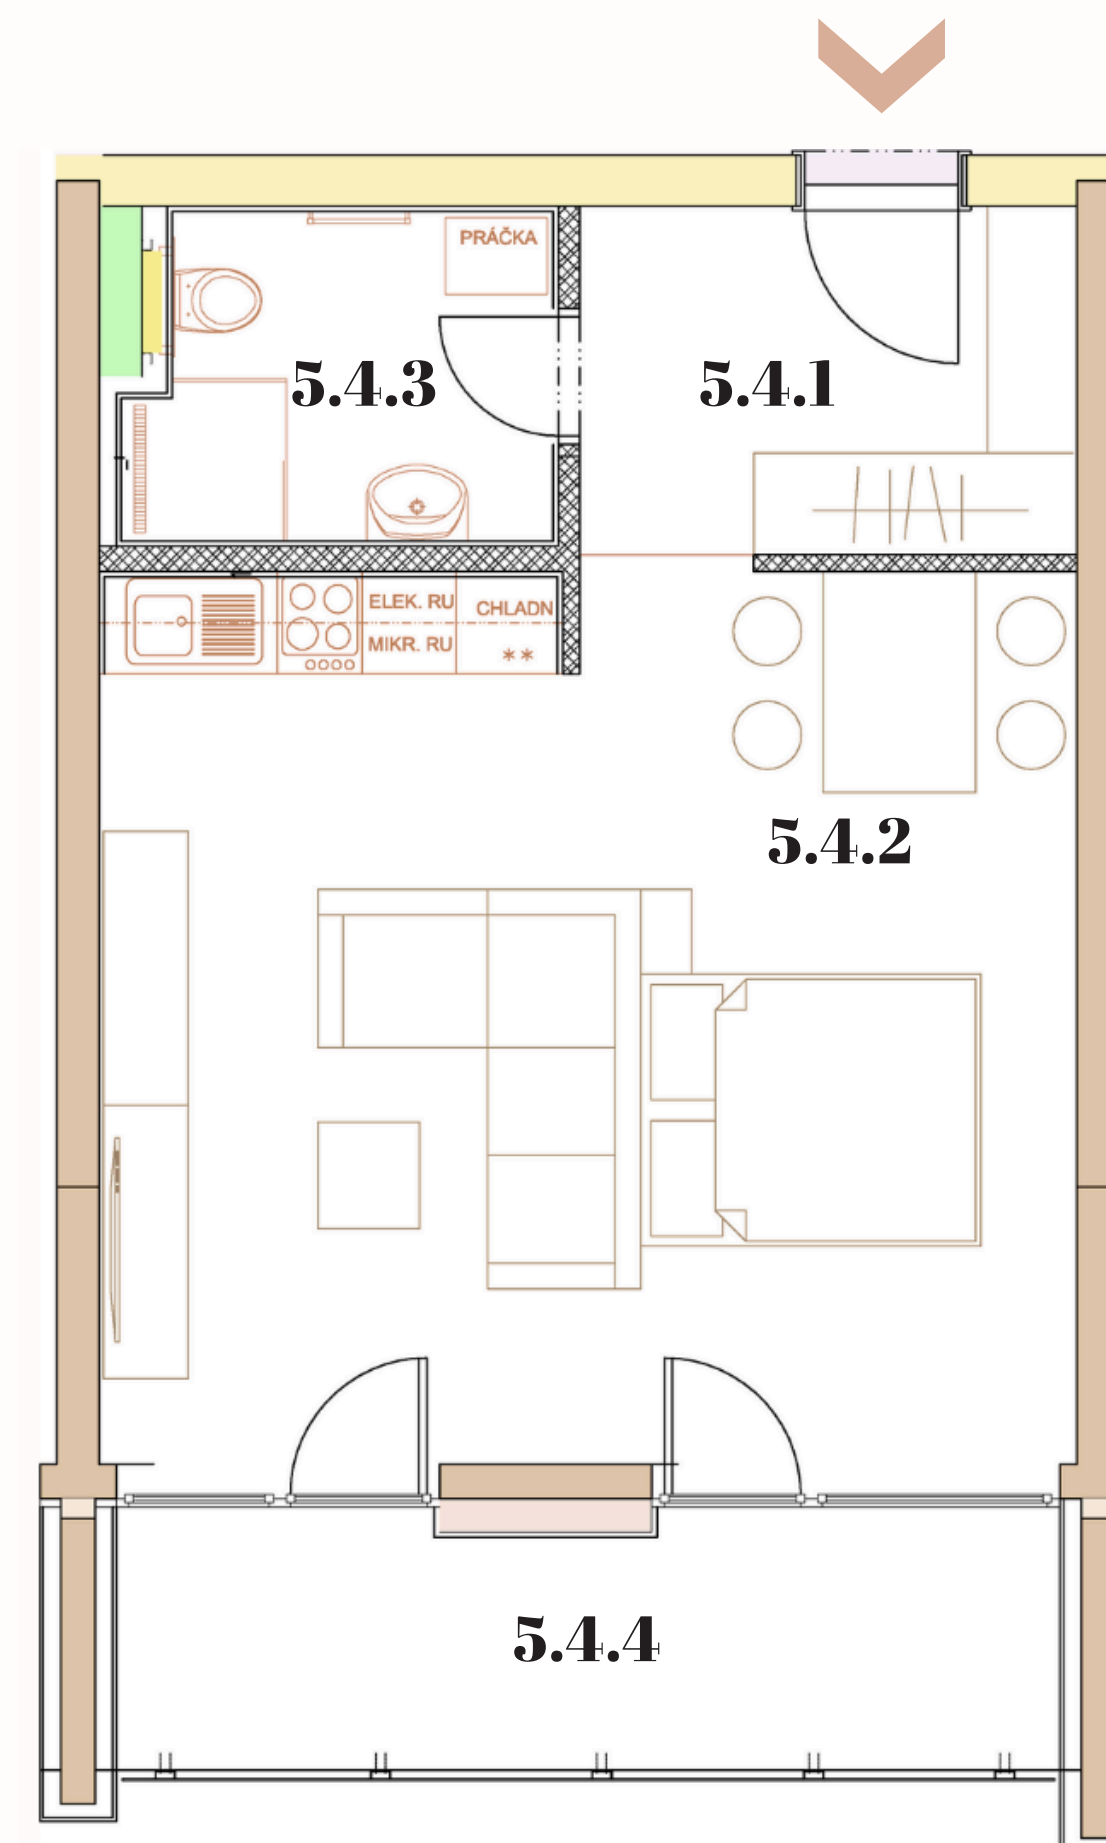 PRÁČKA
5.4.3
5.4.1
ELEK. RU
MIKR. RU
CHLADN
**
5.4.2
5.4.4